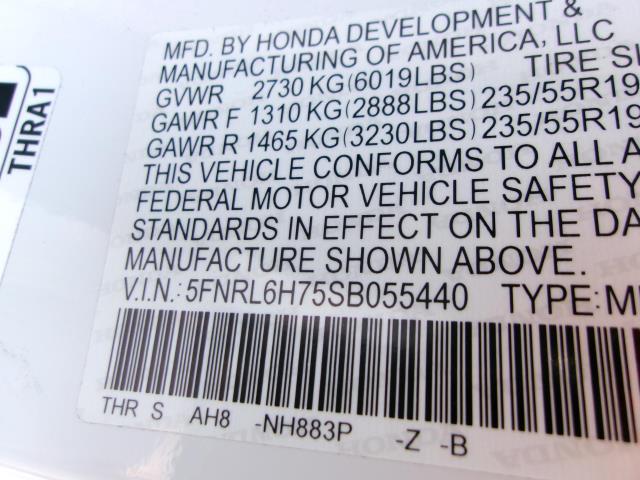 THRA1
MFD. BY HONDA DEVELOPMENT &
MANUFACTURING OF AMERICA, LLC
GVWR 2730 KG(6019LBS) TIRE
GAWR F 1310 KG(2888LBS) 235/55R19
GAWR R 1465 KG(3230LBS) 235/55R19
THIS VEHICLE CONFORMS TO ALL
FEDERAL MOTOR VEHICLE SAFETY
STANDARDS IN EFFECT ON THE
MANUFACTURE SHOWN ABOVE.
V.I.N.: 5FNRL6H75SB055440 TYPE:
THR S AH8 -NH883P -Z -B